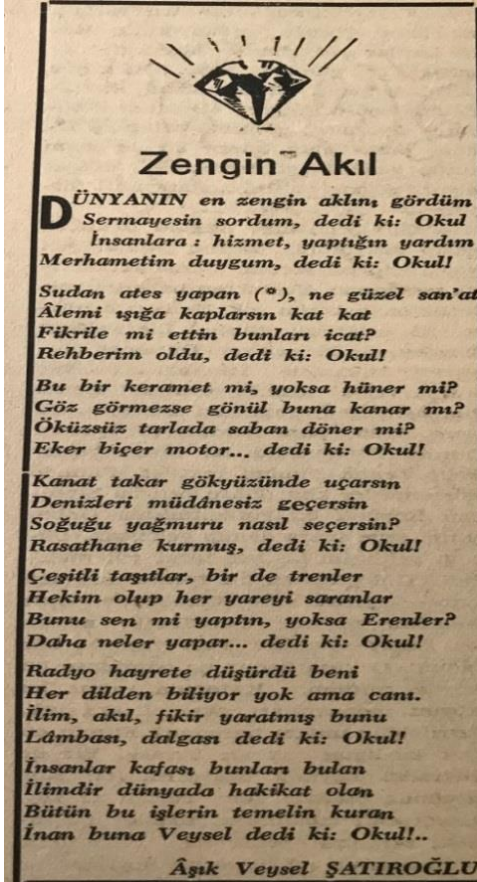 Zengin Akıl
DÜNYANIN en zengin aklını gördüm
Sermayesin sordum, dedi ki: Okul
İnsanlara : hizmet, yaptığın yardım
Merhametim duygum, dedi ki: Okul!
Sudan ates yapan (*), ne güzel san'at
Âlemi ışığa kaplarsın kat kat
Fikrile mi ettin bunları icat?
Rehberim oldu, dedi ki: Okul!
Bu bir keramet mi, yoksa hüner mi?
Göz görmezse gönül buna kanar mı?
Öküzsüz tarlada saban döner mi?
Eker biçer motor... dedi ki: Okul!
Kanat takar gökyüzünde uçarsın
Denizleri müdânesiz geçersin
Soğuğu yağmuru nasıl seçersin?
Rasathane kurmuş, dedi ki: Okul!
Çeşitli taşıtlar, bir de trenler
Hekim olup her yareyi saranlar
Bunu sen mi yaptın, yoksa Erenler?
Daha neler yapar... dedi ki: Okul!
Radyo hayrete düşürdü beni
Her dilden biliyor yok ama canı.
İlim, akıl, fikir yaratmış bunu
Lâmbası, dalgası dedi ki: Okul!
İnsanlar kafası bunları bulan
İlimdir dünyada hakikat olan
Bütün bu işlerin temelin kuran
İnan buna Veysel dedi ki: Okul!..
Âşık Veysel ŞATIROĞLU